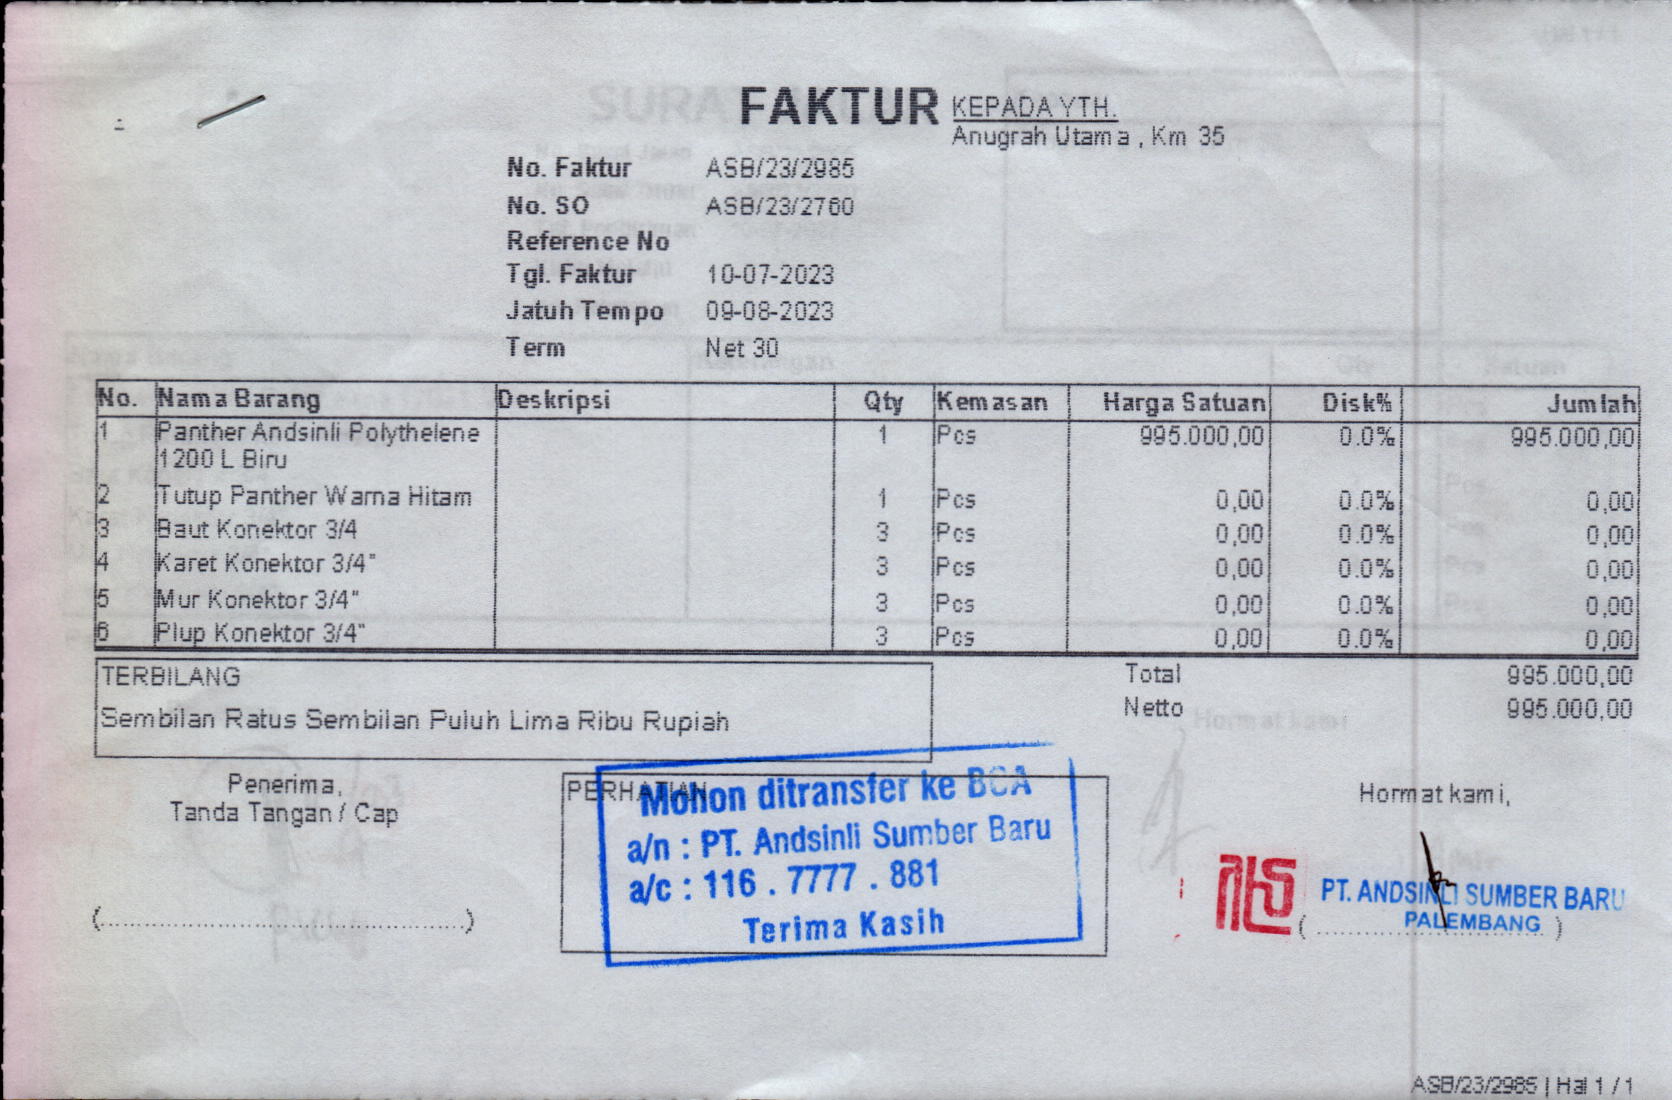 FAKTUR
KEPADA YTH.
Anugrah Utama , Km 35
No. Faktur ASB/23/2985
No. SO ASB/23/2760
Reference No
Tgl. Faktur 10-07-2023
Jatuh Tempo 09-08-2023
Term Net 30
No. Nama Barang Deskripsi Qty Kemasan Harga Satuan Disk% Jumlah
1 Panther Andsinli Polythelene 1 Pcs 995.000,00 0.0% 995.000,00
1200 L Biru
2 Tutup Panther Warna Hitam 1 Pcs 0,00 0.0% 0,00
3 Baut Konektor 3/4 3 Pcs 0,00 0.0% 0,00
4 Karet Konektor 3/4" 3 Pcs 0,00 0.0% 0,00
5 Mur Konektor 3/4" 3 Pcs 0,00 0.0% 0,00
6 Plup Konektor 3/4" 3 Pcs 0,00 0.0% 0,00
TERBILANG
Sembilan Ratus Sembilan Puluh Lima Ribu Rupiah
Total 995.000,00
Netto 995.000,00
Penerima,
Tanda Tangan / Cap
(............................................)
PERHATIAN
Mohon ditransfer ke BCA
a/n : PT. Andsinli Sumber Baru
a/c : 116 . 7777 . 881
Terima Kasih
Hormat kami,
PT. ANDSINLI SUMBER BARU
PALEMBANG
(............................)
ASB/23/2985 | Hal 1 / 1